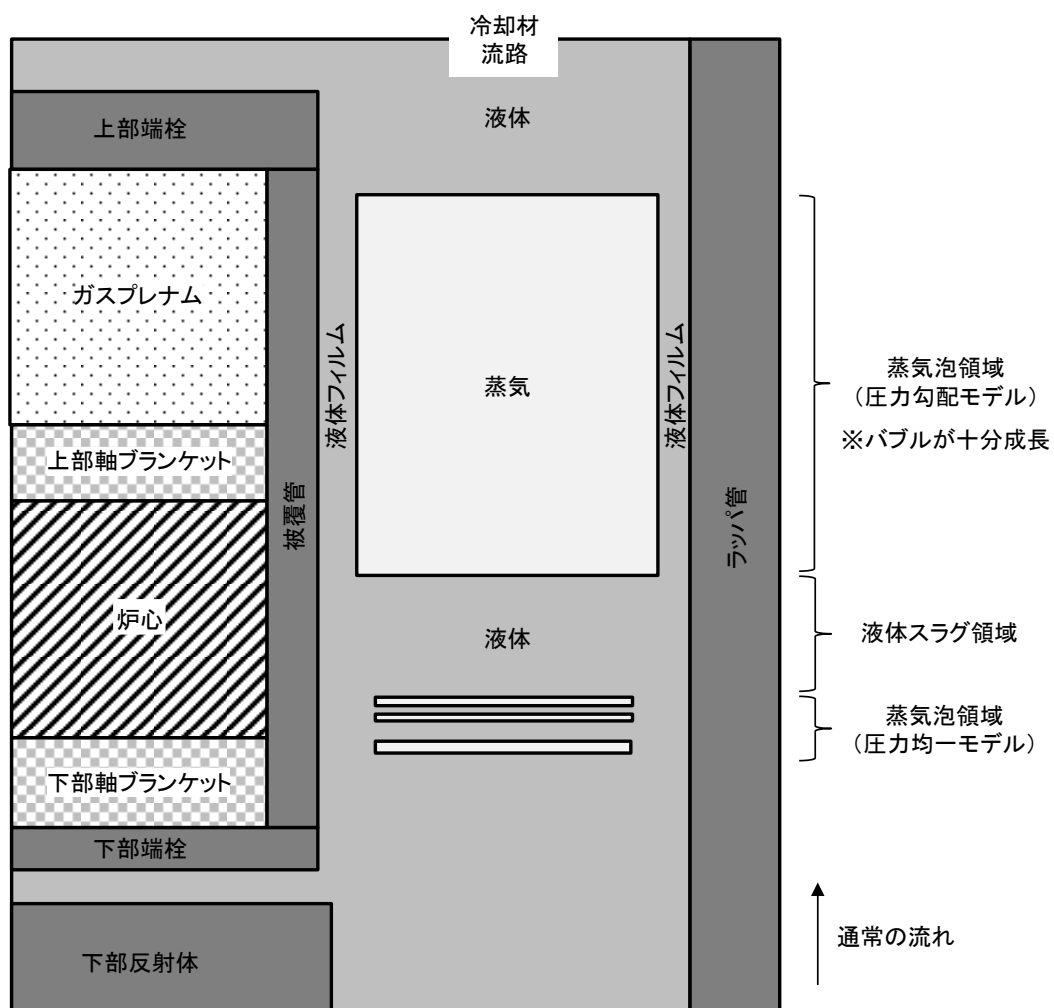 冷却材
流路
液体
上部端栓
ガスプレナム
上部軸ブランケット
炉心
下部軸ブランケット
下部端栓
下部反射体
被覆管
液体フィルム
蒸気
液体フィルム
液体
ラッパ管
蒸気泡領域
（圧力勾配モデル）
※バブルが十分成長
液体スラグ領域
蒸気泡領域
（圧力均一モデル）
通常の流れ